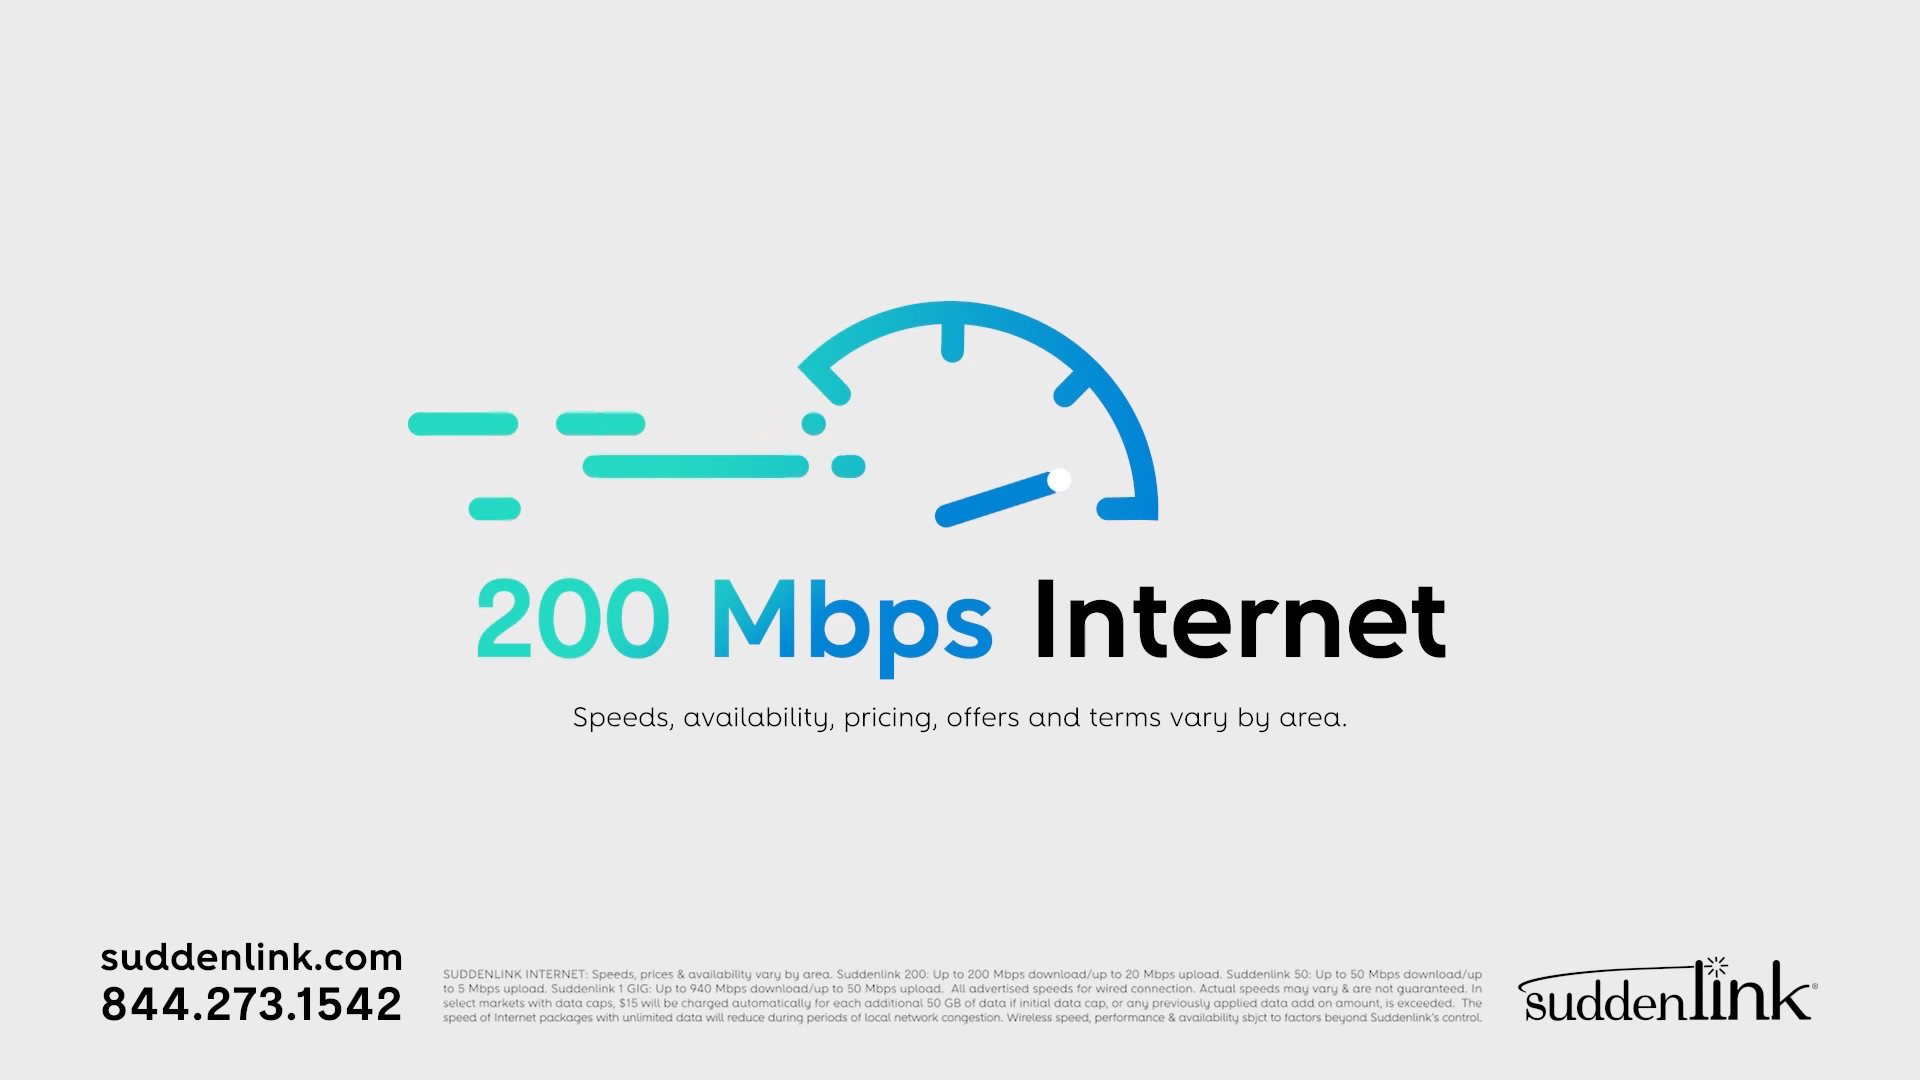 200 Mbps Internet
Speeds, availability, pricing, offers and terms vary by area.
suddenlink.com
844.273.1542
SUDDENLINK INTERNET: Speeds, prices & availability vary by area. Suddenlink 200: Up to 200 Mbps download/up to 20 Mbps upload. Suddenlink 50: Up to 50 Mbps download/up
to 5 Mbps upload. Suddenlink 1 GIG: Up to 940 Mbps download/up to 50 Mbps upload. All advertised speeds for wired connection. Actual speeds may vary & are not guaranteed. In
select markets with data caps, $15 will be charged automatically for each additional 50 GB of data if initial data cap, or any previously applied data add on amount, is exceeded. The
speed of Internet packages with unlimited data will reduce during periods of local network congestion. Wireless speed, performance & availability sbjct to factors beyond Suddenlink's control.
suddenlink®